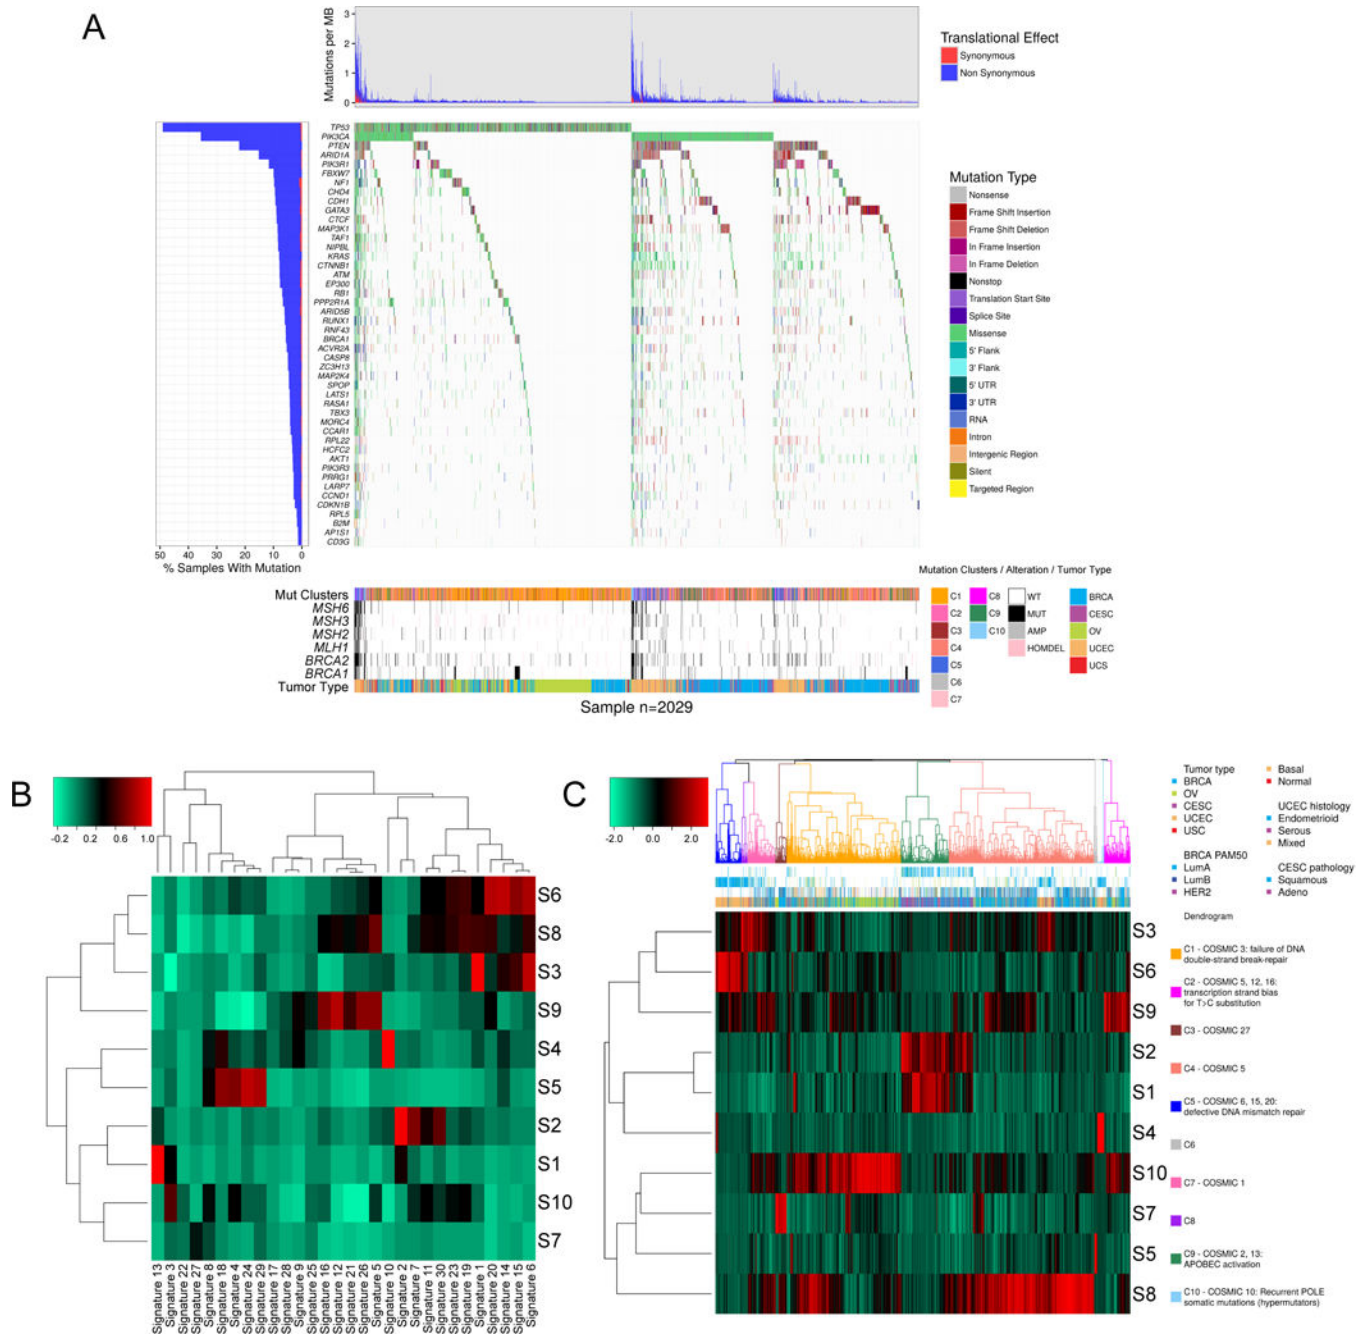 A
Mutations per MB
3
2
1
0
Translational Effect
Synonymous
Non Synonymous
TP53
PIK3CA
PTEN
ARID1A
PIK3R1
FBXW7
NF1
CHD4
CDH1
GATA3
CTCF
MAP3K1
TAF1
NIPBL
KRAS
CTNNB1
ATM
EP300
RB1
PPP2R1A
ARID5B
RUNX1
RNF43
BRCA1
ACVR2A
CASP8
ZC3H13
MAP2K4
SPOP
LATS1
RASA1
TBX3
MORC4
CCAR1
RPL22
HCFC2
AKT1
PIK3R3
PRRG1
LARP7
CCND1
CDKN1B
RPL5
B2M
AP1S1
CD3G
50 40 30 20 10 0
% Samples With Mutation
Mutation Type
Nonsense
Frame Shift Insertion
Frame Shift Deletion
In Frame Insertion
In Frame Deletion
Nonstop
Translation Start Site
Splice Site
Missense
5' Flank
3' Flank
5' UTR
3' UTR
RNA
Intron
Intergenic Region
Silent
Targeted Region
Mut Clusters
MSH6
MSH3
MSH2
MLH1
BRCA2
BRCA1
Tumor Type
Sample n=2029
Mutation Clusters / Alteration / Tumor Type
C1 C8 WT BRCA
C2 C9 MUT CESC
C3 C10 AMP OV
C4 HOMDEL UCEC
C5 UCS
C6
C7
B
-0.2 0.2 0.6 1.0
S6
S8
S3
S9
S4
S5
S2
S1
S10
S7
Signature 13
Signature 3
Signature 22
Signature 27
Signature 8
Signature 18
Signature 4
Signature 24
Signature 29
Signature 17
Signature 28
Signature 9
Signature 25
Signature 16
Signature 12
Signature 21
Signature 26
Signature 5
Signature 10
Signature 2
Signature 7
Signature 11
Signature 30
Signature 23
Signature 19
Signature 1
Signature 20
Signature 14
Signature 15
Signature 6
C
-2.0 0.0 2.0
S3
S6
S9
S2
S1
S4
S10
S7
S5
S8
Tumor type
BRCA
OV
CESC
UCEC
USC
BRCA PAM50
LumA
LumB
HER2
Basal
Normal
UCEC histology
Endometrioid
Serous
Mixed
CESC pathology
Squamous
Adeno
Dendrogram
C1 - COSMIC 3: failure of DNA
double-strand break-repair
C2 - COSMIC 5, 12, 16:
transcription strand bias
for T>C substitution
C3 - COSMIC 27
C4 - COSMIC 5
C5 - COSMIC 6, 15, 20:
defective DNA mismatch repair
C6
C7 - COSMIC 1
C8
C9 - COSMIC 2, 13:
APOBEC activation
C10 - COSMIC 10: Recurrent POLE
somatic mutations (hypermutators)